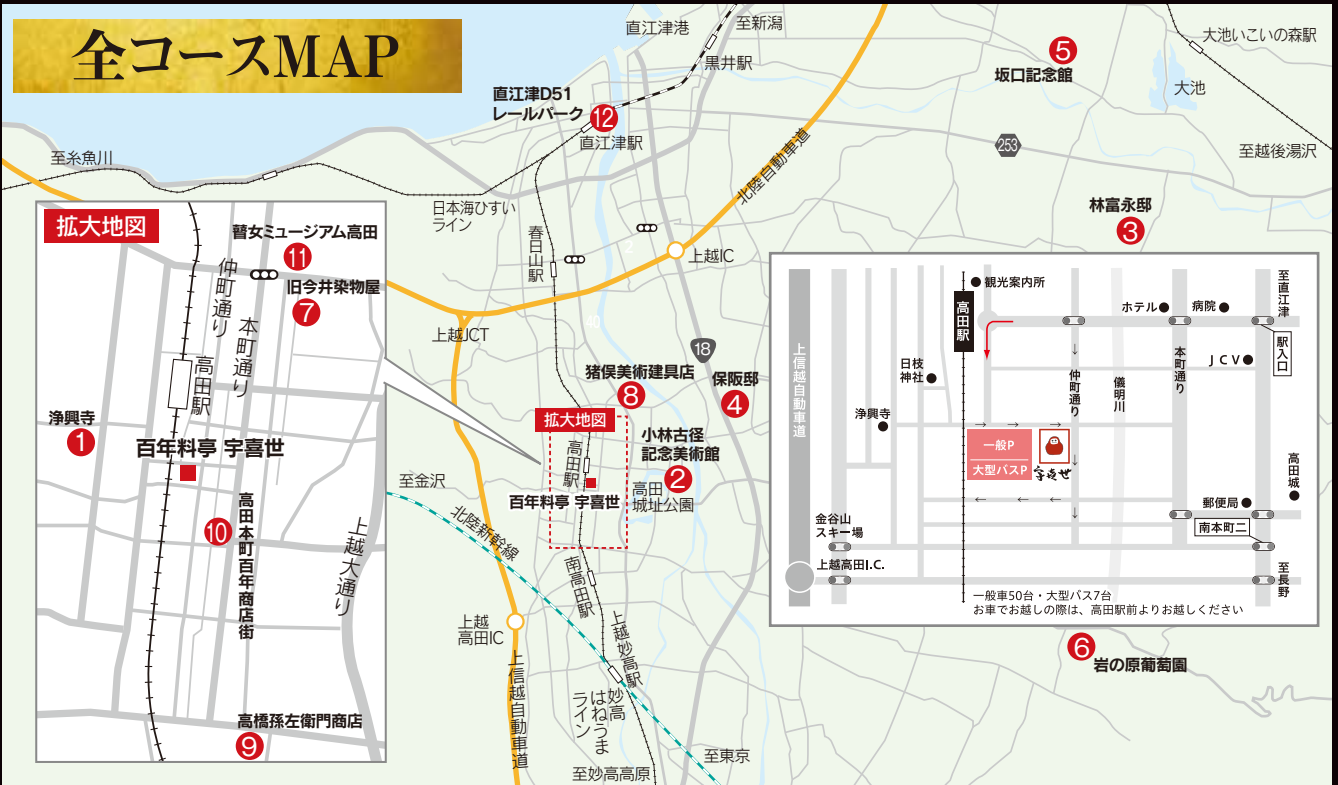 全コースMAP
直江津港
至新潟
黒井駅
大池いこいの森駅
⑤
坂口記念館
大池
直江津D51
レールパーク
⑫
直江津駅
253
至糸魚川
至越後湯沢
北陸自動車道
日本海ひすい
ライン
春日山駅
上越IC
林富永邸
③
上越JCT
18
猪俣美術建具店
⑧
保阪邸
④
拡大地図
小林古径
記念美術館
②
高田駅
高田
城址公園
百年料亭 宇喜世
至金沢
北陸新幹線
南高田駅
上越
高田IC
上信越自動車道
上越妙高駅
妙高
はねうま
ライン
至東京
至妙高高原
⑥
岩の原葡萄園
拡大地図
瞽女ミュージアム高田
⑪
仲町通り
旧今井染物屋
⑦
本町通り
高田駅
浄興寺
①
百年料亭 宇喜世
⑩
高田本町百年商店街
上越大通り
高橋孫左衛門商店
⑨
観光案内所
高田駅
ホテル
病院
至直江津
駅入口
上信越自動車道
日枝
神社
仲町通り
儀明川
本町通り
JCV
浄興寺
一般P
大型バスP
宇喜世
高田城
郵便局
南本町二
金谷山
スキー場
上越高田I.C.
至長野
一般車50台・大型バス7台
お車でお越しの際は、高田駅前よりお越しください